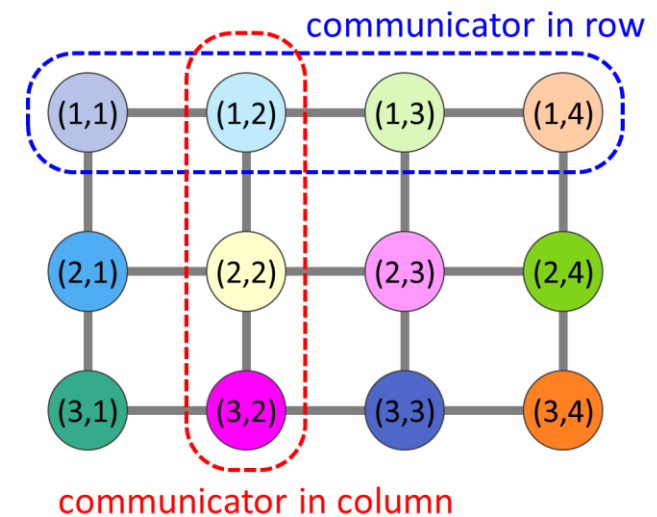 communicator in row
(1,1) (1,2) (1,3) (1,4)
(2,1) (2,2) (2,3) (2,4)
(3,1) (3,2) (3,3) (3,4)
communicator in column